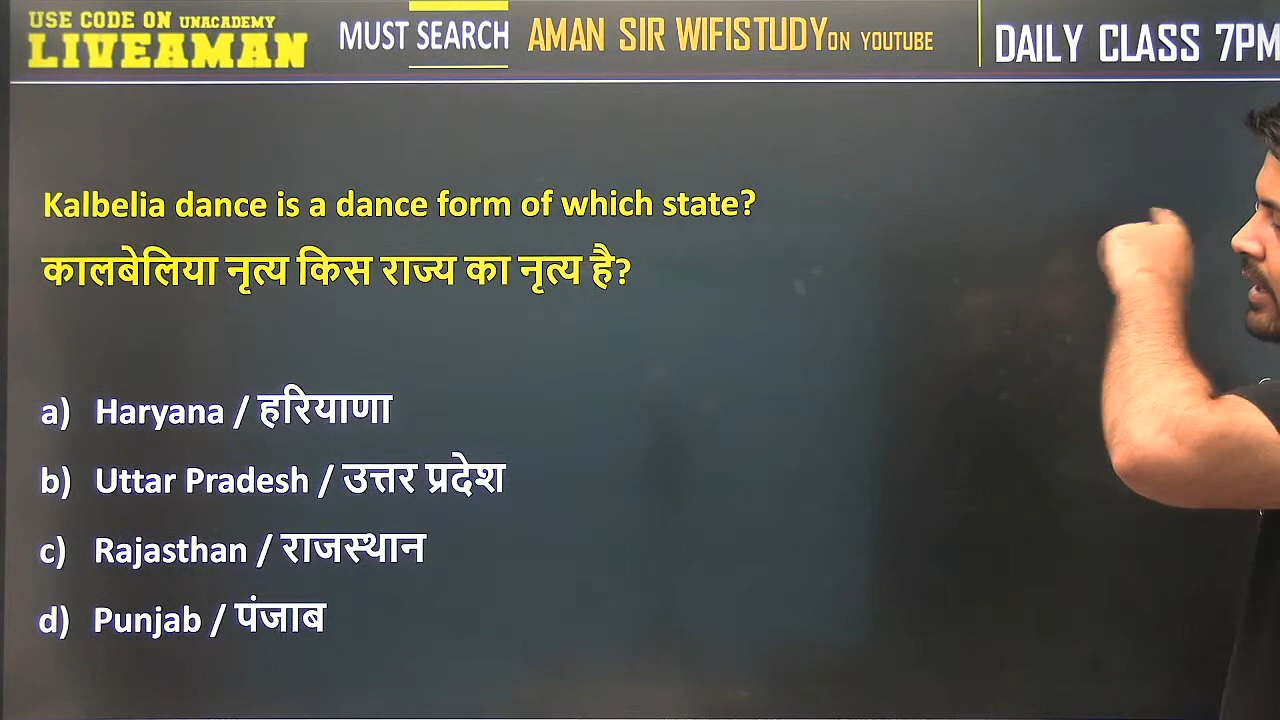 USE CODE ON UNACADEMY
LIVEAMAN
MUST SEARCH AMAN SIR WIFISTUDY ON YOUTUBE
DAILY CLASS 7PM
Kalbelia dance is a dance form of which state?
कालबेलिया नृत्य किस राज्य का नृत्य है?
a) Haryana / हरियाणा
b) Uttar Pradesh / उत्तर प्रदेश
c) Rajasthan / राजस्थान
d) Punjab / पंजाब